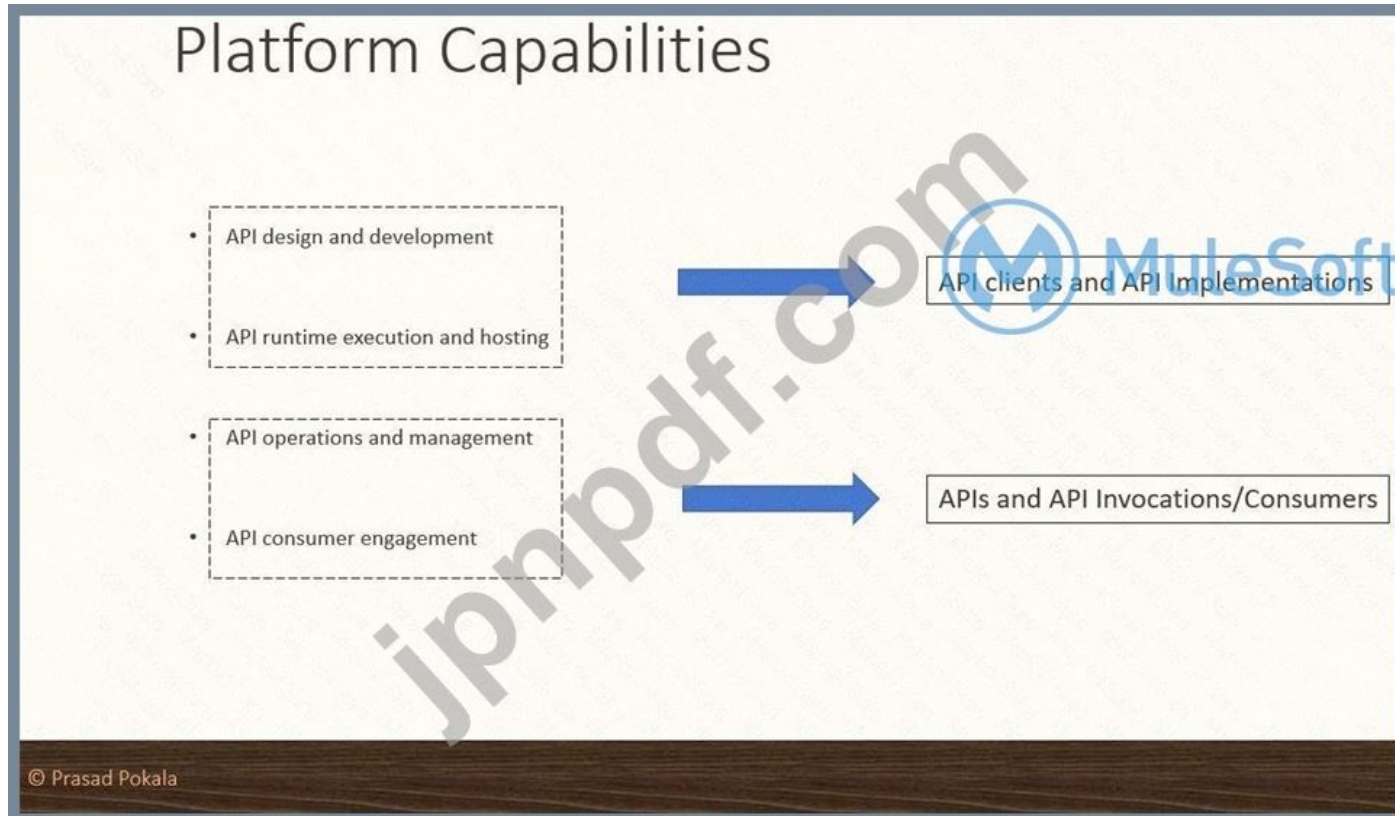 Platform Capabilities
• API design and development
• API runtime execution and hosting
API clients and API Implementations
MuleSoft
• API operations and management
• API consumer engagement
APIs and API Invocations/Consumers
jpnpdf.com
© Prasad Pokala